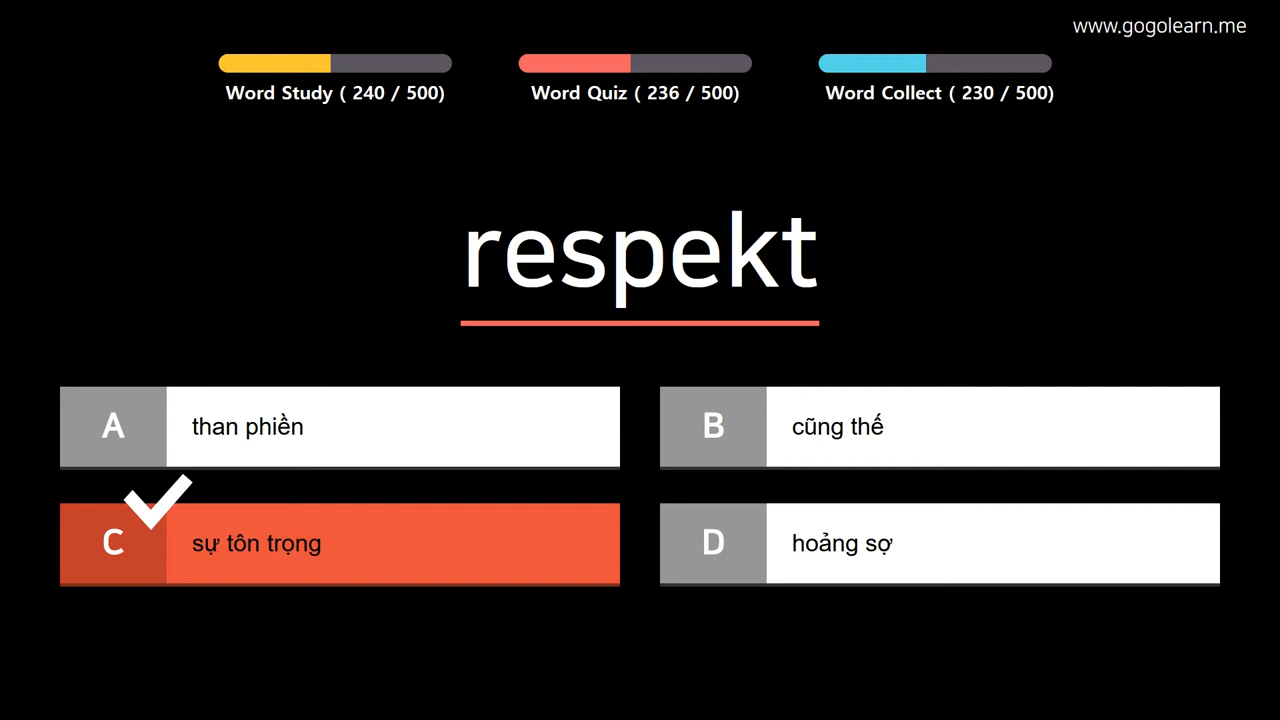 www.gogolearn.me
Word Study ( 240 / 500)
Word Quiz ( 236 / 500)
Word Collect ( 230 / 500)
respekt
A than phiền
B cũng thế
C sự tôn trọng
D hoảng sợ